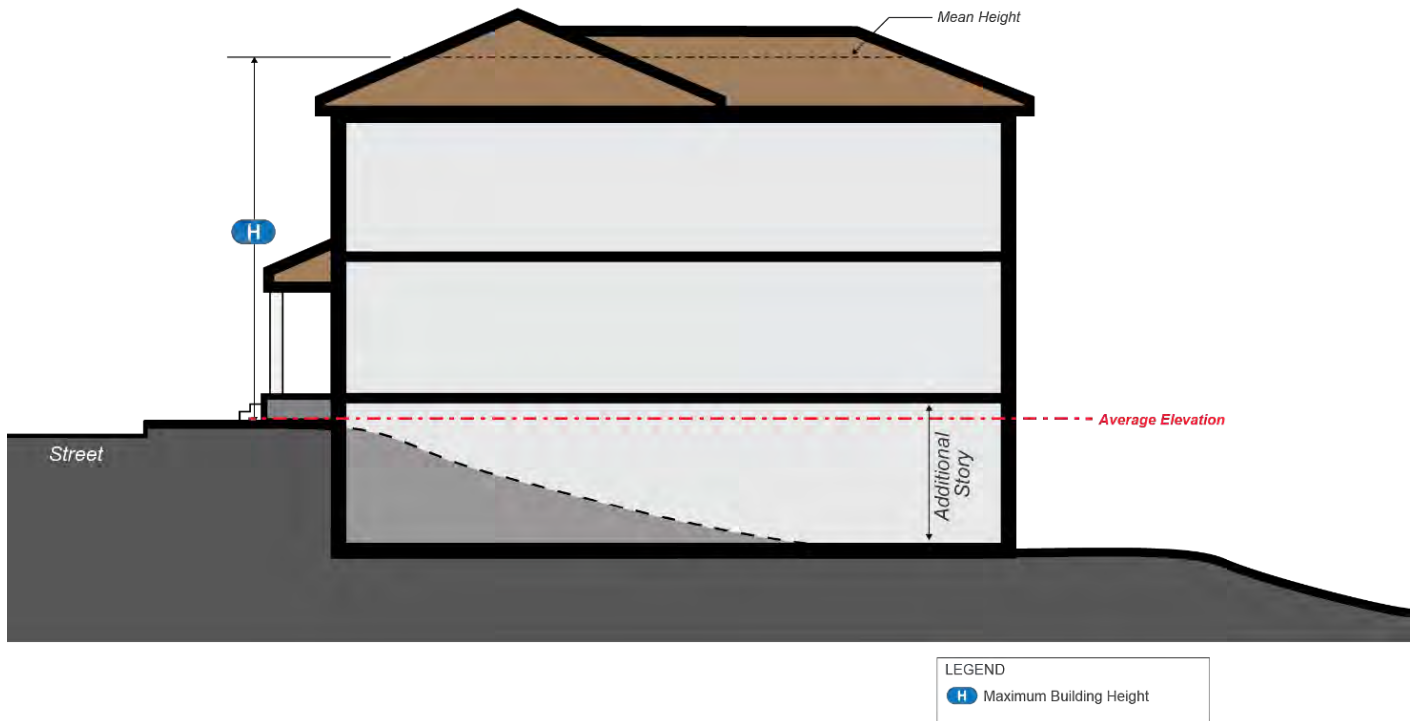 Mean Height
H
Average Elevation
Street
Additional
Story
LEGEND
H Maximum Building Height